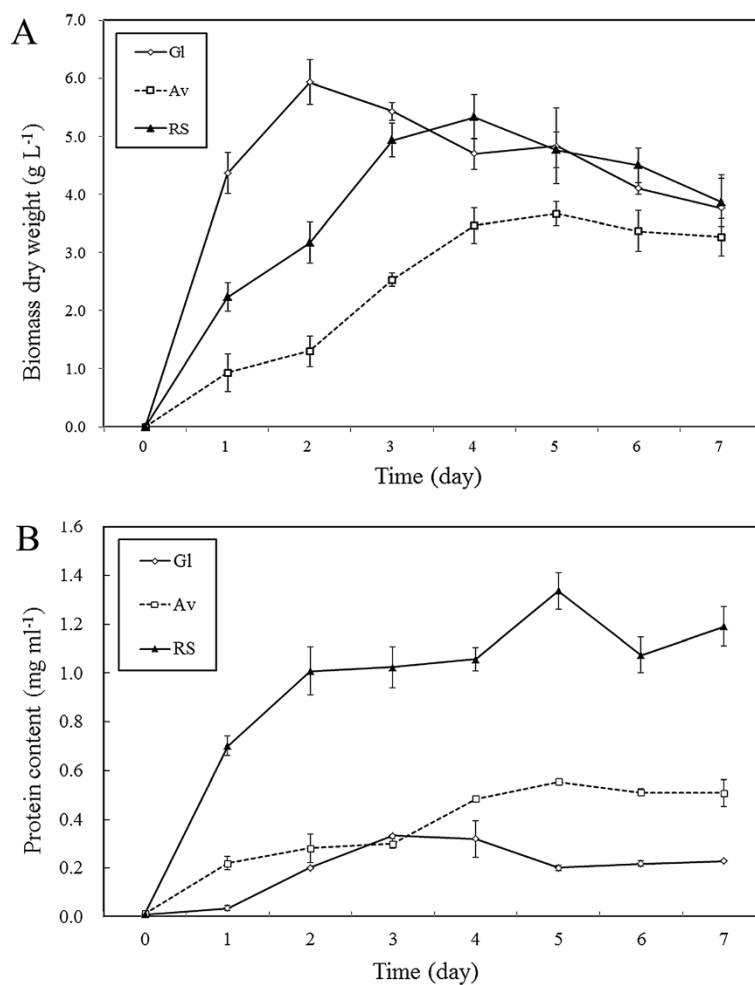 A
Gl
Av
RS
Biomass dry weight (g L-1)
7.0
6.0
5.0
4.0
3.0
2.0
1.0
0.0
0 1 2 3 4 5 6 7
Time (day)
B
Gl
Av
RS
Protein content (mg ml-1)
1.6
1.4
1.2
1.0
0.8
0.6
0.4
0.2
0.0
0 1 2 3 4 5 6 7
Time (day)